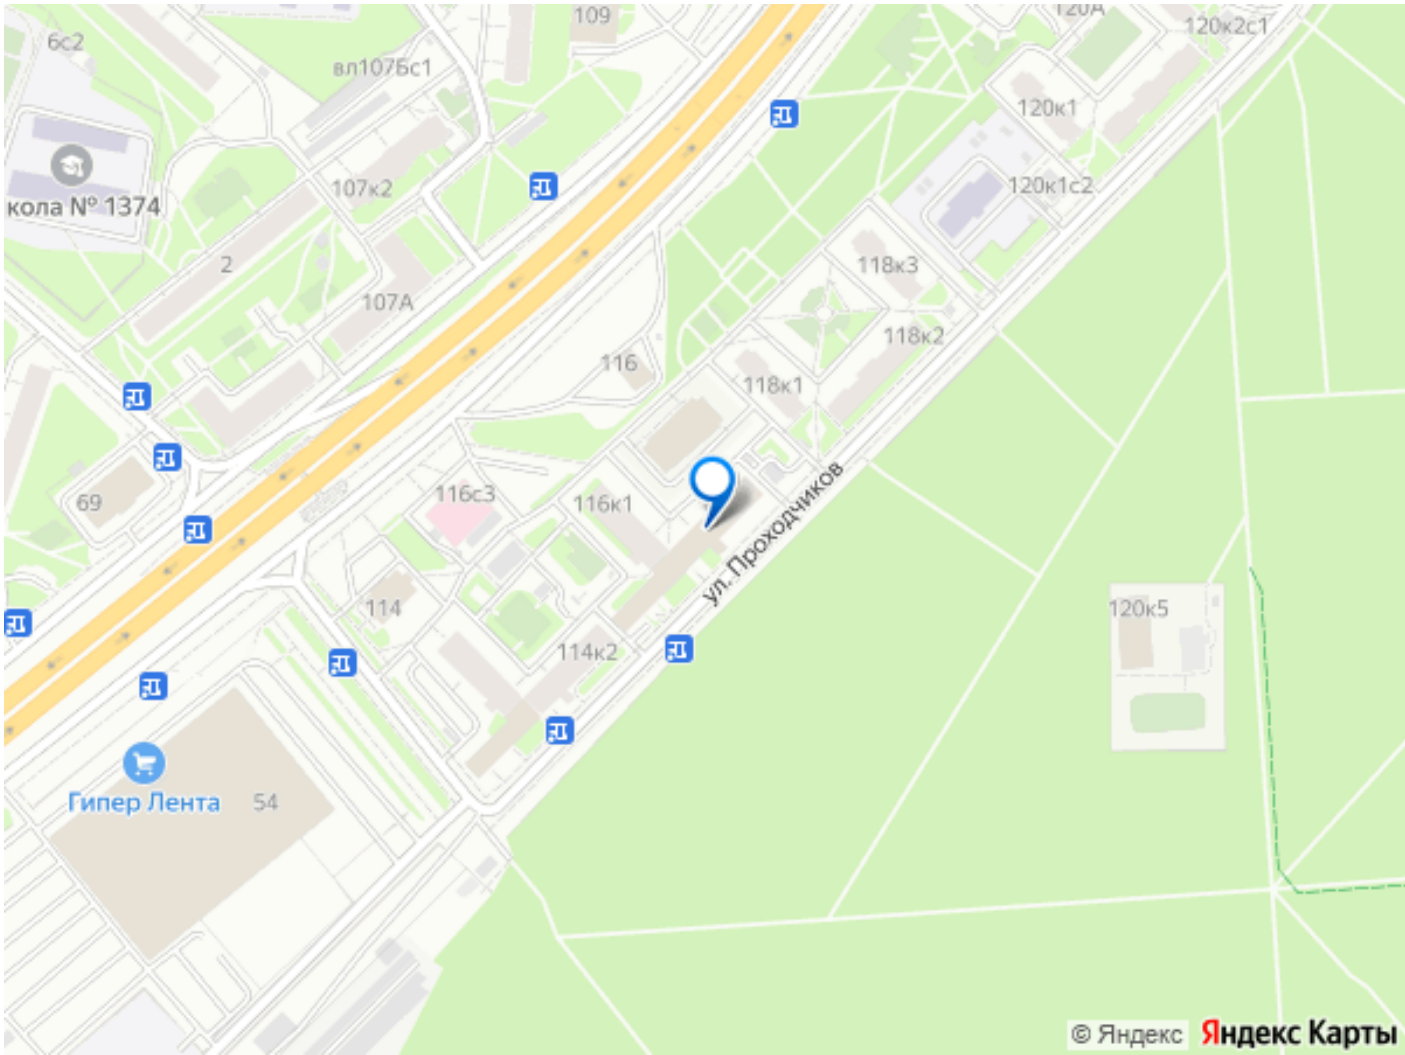 109
120А
120к2с1
6с2
вл107Бс1
120к1
107к2
120к1с2
кола № 1374
2
118к3
107А
118к2
116
118к1
116с3
116к1
69
ул. Проходчиков
114
120к5
114к2
Гипер Лента
54
© Яндекс
Яндекс Карты